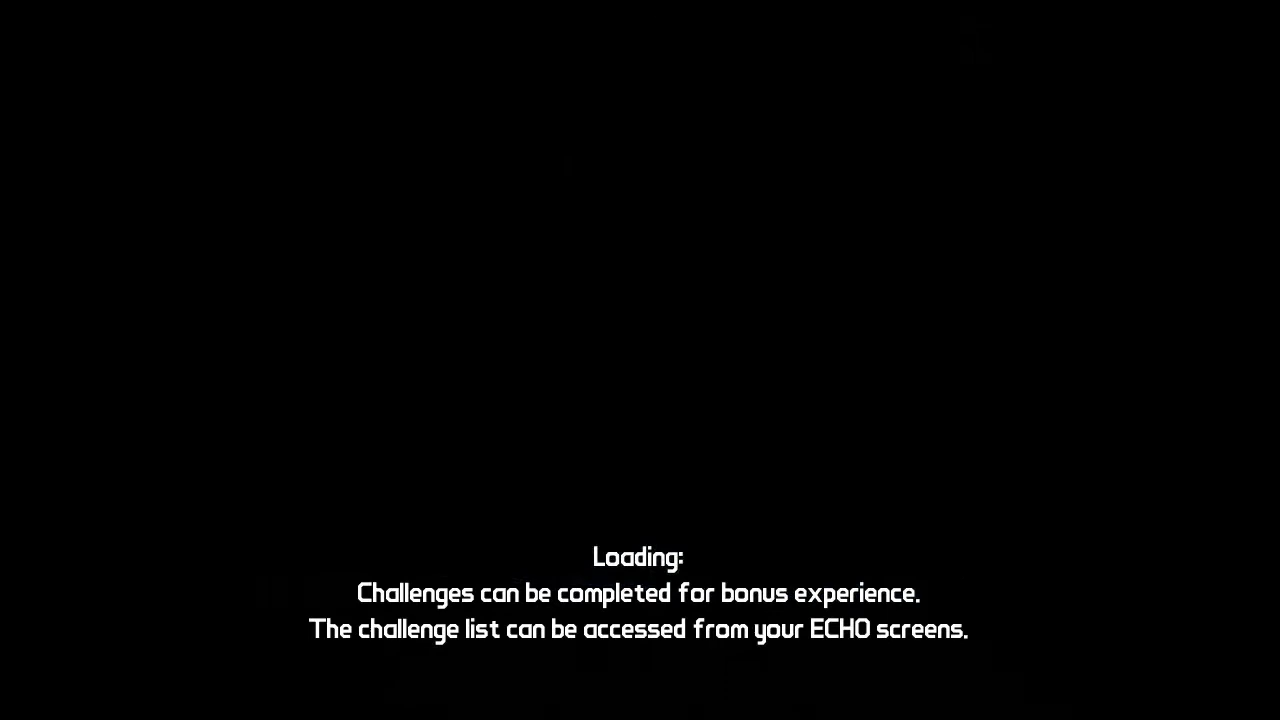 Loading:
Challenges can be completed for bonus experience.
The challenge list can be accessed from your ECHO screens.